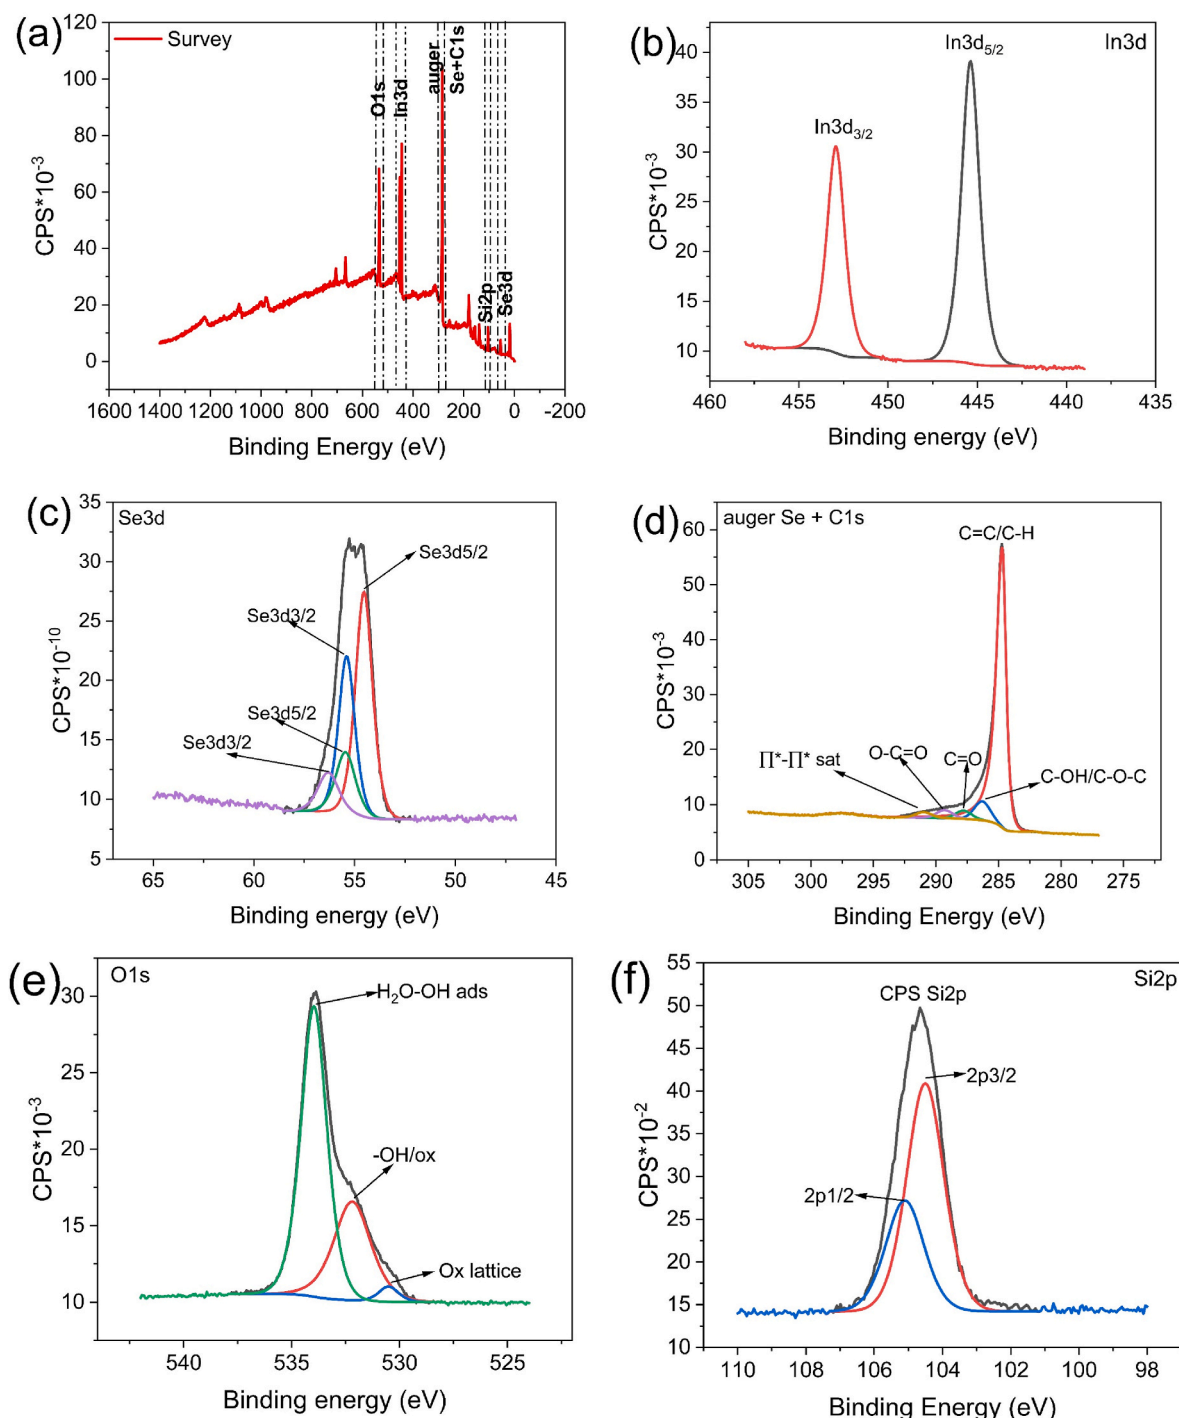 (a)
Survey
O1s
In3d
auger
Se+C1s
Si2p
Se3d
120
100
80
60
40
20
0
CPS*10-3
1600 1400 1200 1000 800 600 400 200 0 -200
Binding Energy (eV)
(b)
In3d5/2
In3d
In3d3/2
40
35
30
25
20
15
10
CPS*10-3
460 455 450 445 440 435
Binding energy (eV)
(c)
Se3d
Se3d5/2
Se3d3/2
Se3d5/2
Se3d3/2
35
30
25
20
15
10
5
CPS*10-10
65 60 55 50 45
Binding energy (eV)
(d)
auger Se + C1s
C=C/C-H
O-C=O
C=O
Π*-Π* sat
C-OH/C-O-C
60
50
40
30
20
10
0
CPS*10-3
305 300 295 290 285 280 275
Binding Energy (eV)
(e)
O1s
H2O-OH ads
-OH/ox
Ox lattice
30
25
20
15
10
CPS*10-3
540 535 530 525
Binding energy (eV)
(f)
CPS Si2p
Si2p
2p3/2
2p1/2
55
50
45
40
35
30
25
20
15
10
CPS*10-2
110 108 106 104 102 100 98
Binding Energy (eV)